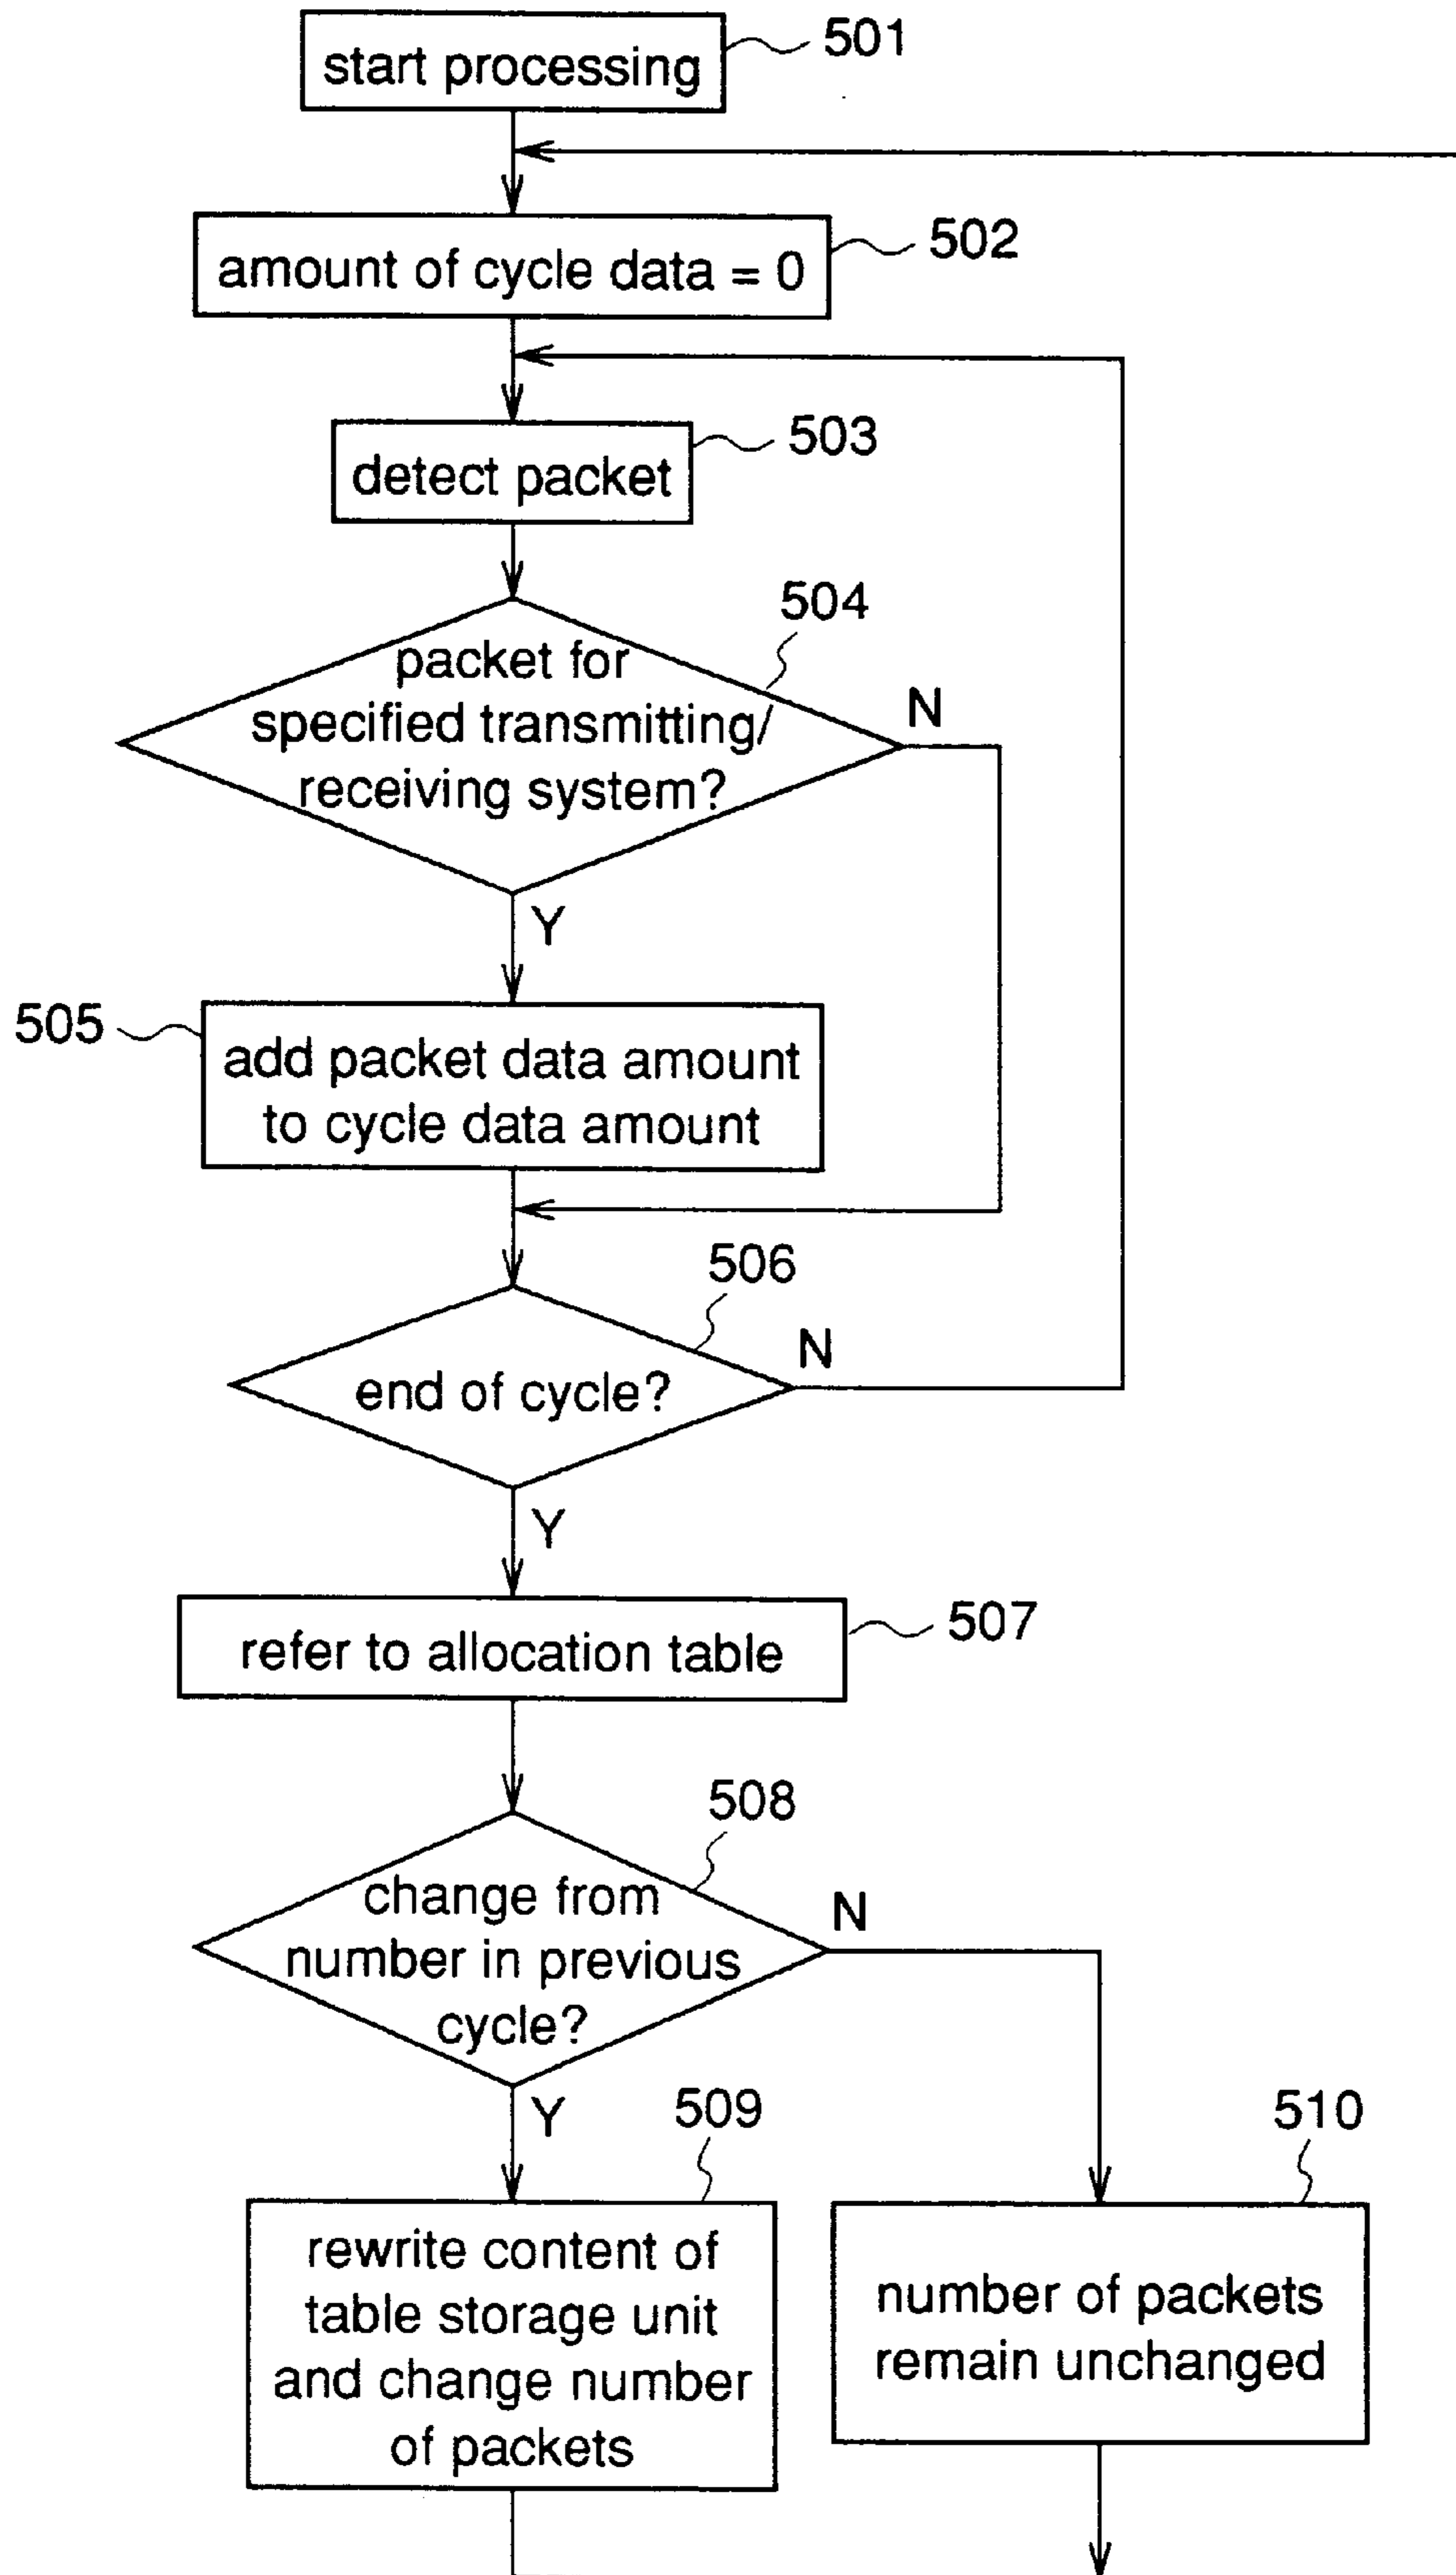 start processing
501
amount of cycle data = 0
502
detect packet
503
504
packet for
specified transmitting/
receiving system?
N
Y
505
add packet data amount
to cycle data amount
506
end of cycle?
N
Y
refer to allocation table
507
508
change from
number in previous
cycle?
N
Y
509
510
rewrite content of
table storage unit
and change number
of packets
number of packets
remain unchanged